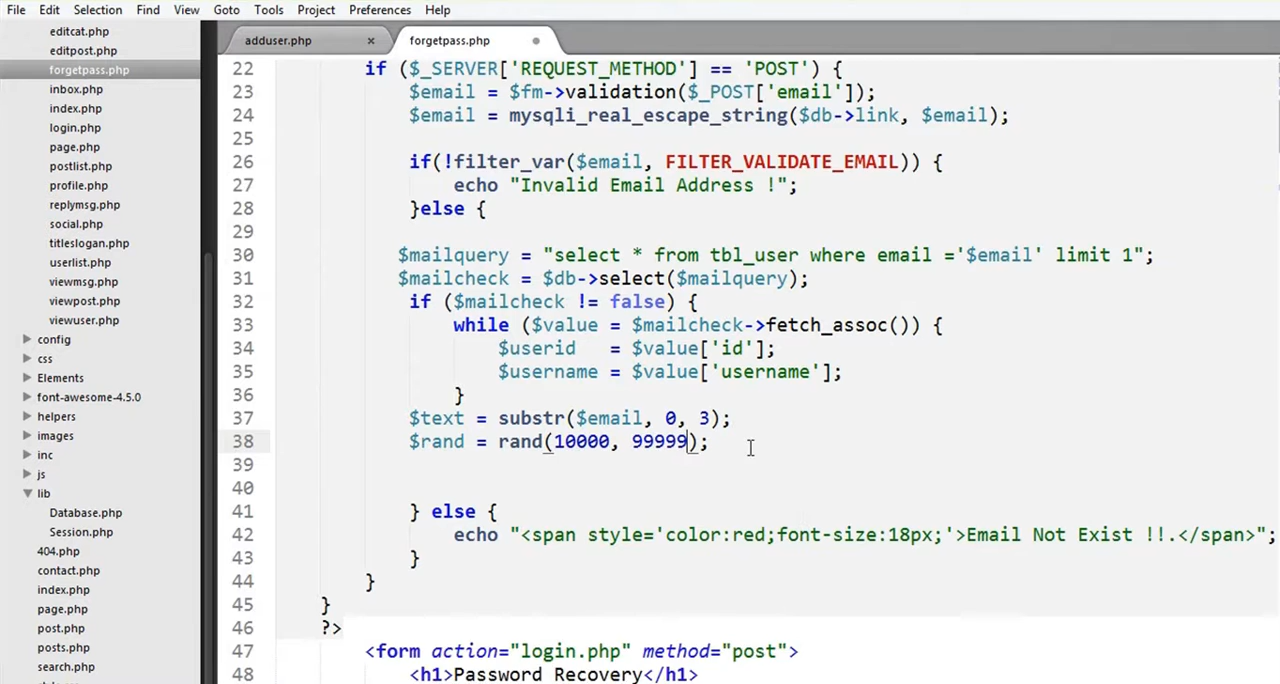 File Edit Selection Find View Goto Tools Project Preferences Help
adduser.php × forgetpass.php
editcat.php
editpost.php
forgetpass.php
inbox.php
index.php
login.php
page.php
postlist.php
profile.php
replymsg.php
social.php
titleslogan.php
userlist.php
viewmsg.php
viewpost.php
viewuser.php
config
css
Elements
font-awesome-4.5.0
helpers
images
inc
js
lib
Database.php
Session.php
404.php
contact.php
index.php
page.php
post.php
posts.php
search.php
22 if ($_SERVER['REQUEST_METHOD'] == 'POST') {
23 $email = $fm->validation($_POST['email']);
24 $email = mysqli_real_escape_string($db->link, $email);
25
26 if(!filter_var($email, FILTER_VALIDATE_EMAIL)) {
27 echo "Invalid Email Address !";
28 }else {
29
30 $mailquery = "select * from tbl_user where email ='$email' limit 1";
31 $mailcheck = $db->select($mailquery);
32 if ($mailcheck != false) {
33 while ($value = $mailcheck->fetch_assoc()) {
34 $userid = $value['id'];
35 $username = $value['username'];
36 }
37 $text = substr($email, 0, 3);
38 $rand = rand(10000, 99999);
39
40
41 } else {
42 echo "<span style='color:red;font-size:18px;'>Email Not Exist !!.</span>";
43 }
44 }
45 }
46 ?>
47 <form action="login.php" method="post">
48 <h1>Password Recovery</h1>